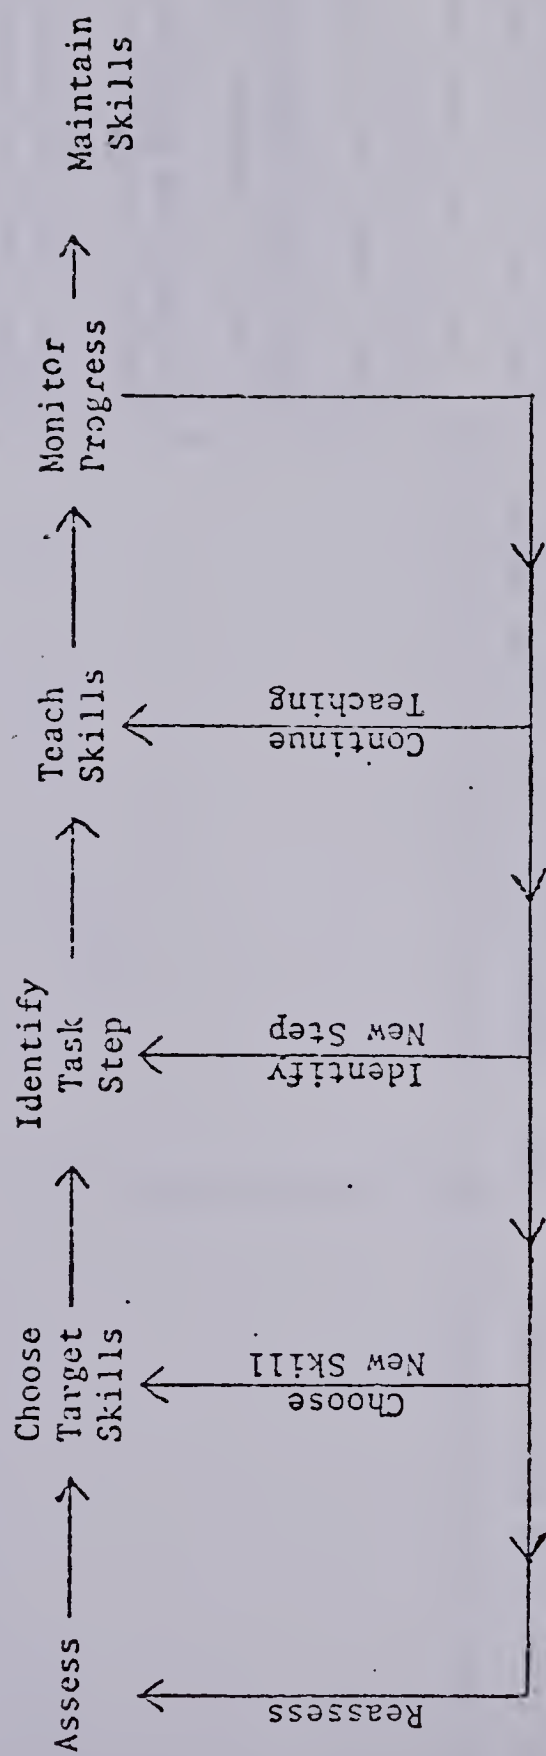 Assess
Choose
Target
Skills
Identify
Task
Step
Teach
Skills
Monitor
Progress
Maintain
Skills
Reassess
Choose
New Skill
Identify
New Step
Continue
Teaching